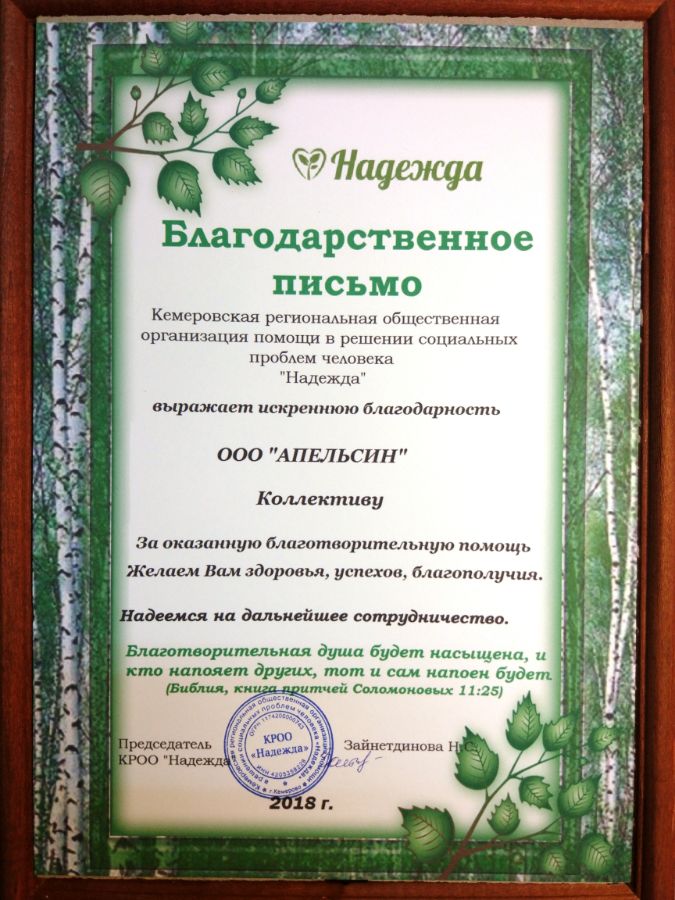 Надежда
Благодарственное
письмо
Кемеровская региональная общественная
организация помощи в решении социальных
проблем человека
"Надежда"
выражает искреннюю благодарность
ООО "АПЕЛЬСИН"
Коллективу
За оказанную благотворительную помощь
Желаем Вам здоровья, успехов, благополучия.
Надеемся на дальнейшее сотрудничество.
Благотворительная душа будет насыщена, и
кто напояет других, тот и сам напоен будет
(Библия, книга притчей Соломоновых 11:25)
Председатель
КРОО "Надежда
Зайнетдинова Н.С.
КРОО
«Надежда»
2018 г.